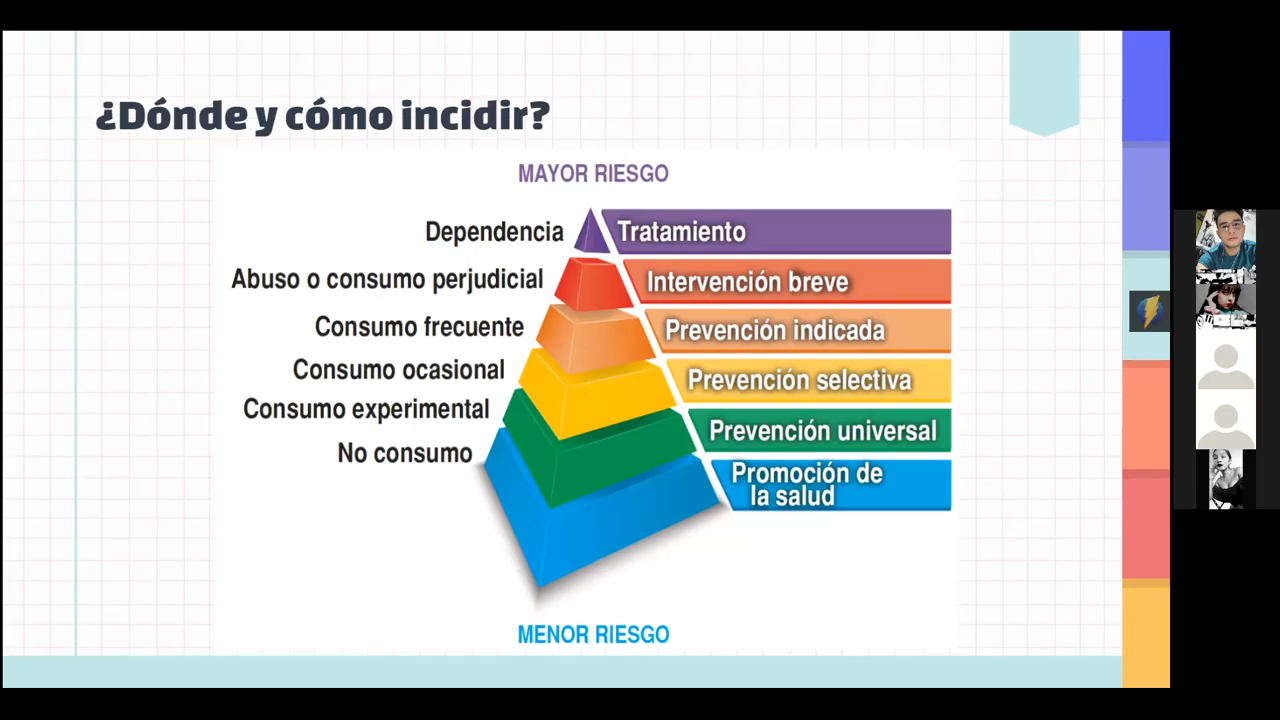 ¿Dónde y cómo incidir?
MAYOR RIESGO
Dependencia
Tratamiento
Abuso o consumo perjudicial
Intervención breve
Consumo frecuente
Prevención indicada
Consumo ocasional
Prevención selectiva
Consumo experimental
Prevención universal
No consumo
Promoción de
la salud
MENOR RIESGO